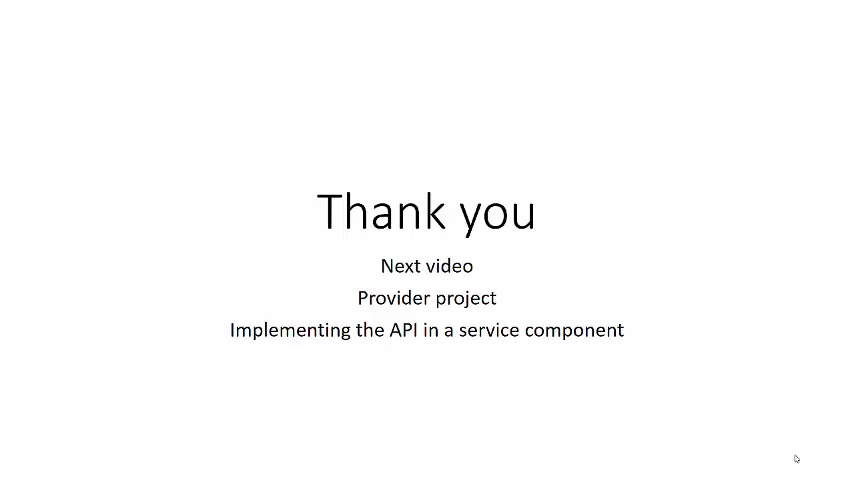 Thank you
Next video
Provider project
Implementing the API in a service component